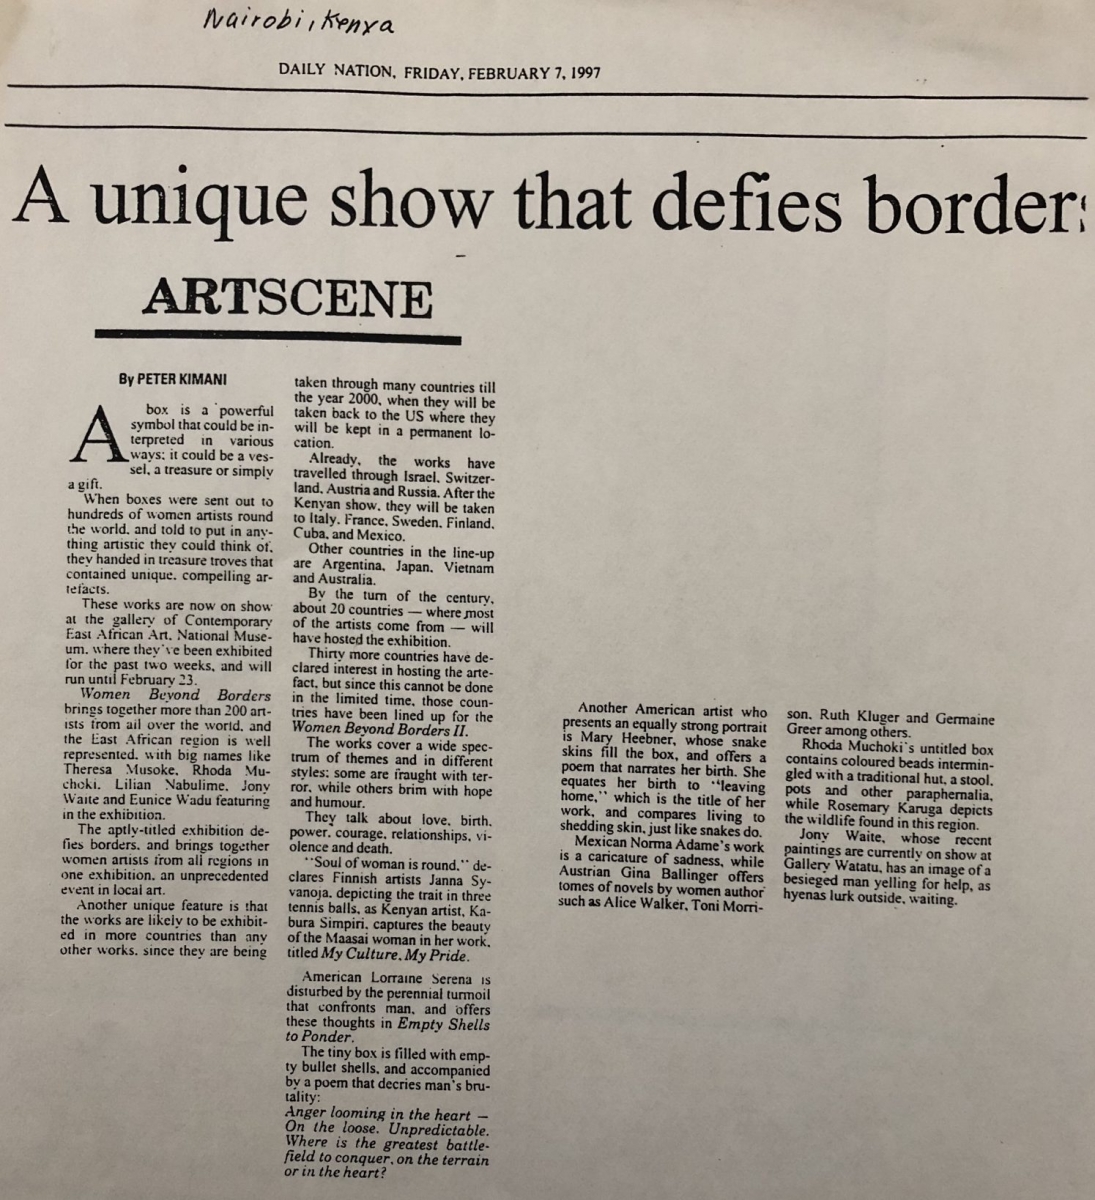 Nairobi, Kenya
DAILY NATION, FRIDAY, FEBRUARY 7, 1997
A unique show that defies borders
ARTSCENE
By PETER KIMANI
A box is a powerful
symbol that could be in-
terpreted in various
ways; it could be a ves-
sel, a treasure or simply
a gift.
When boxes were sent out to
hundreds of women artists round
the world, and told to put in any-
thing artistic they could think of,
they handed in treasure troves that
contained unique, compelling ar-
tefacts.
These works are now on show
at the gallery of Contemporary
East African Art, National Muse-
um, where they've been exhibited
for the past two weeks, and will
run until February 23.
Women Beyond Borders
brings together more than 200 art-
ists from all over the world, and
the East African region is well
represented, with big names like
Theresa Musoke, Rhoda Mu-
choki, Lilian Nabulime, Jony
Waite and Eunice Wadu featuring
in the exhibition.
The aptly-titled exhibition de-
fies borders, and brings together
women artists from all regions in
one exhibition, an unprecedented
event in local art.
Another unique feature is that
the works are likely to be exhibit-
ed in more countries than any
other works, since they are being
taken through many countries till
the year 2000, when they will be
taken back to the US where they
will be kept in a permanent lo-
cation.
Already, the works have
travelled through Israel, Switzer-
land, Austria and Russia. After the
Kenyan show, they will be taken
to Italy, France, Sweden, Finland,
Cuba, and Mexico.
Other countries in the line-up
are Argentina, Japan, Vietnam
and Australia.
By the turn of the century,
about 20 countries — where most
of the artists come from — will
have hosted the exhibition.
Thirty more countries have de-
clared interest in hosting the arte-
fact, but since this cannot be done
in the limited time, those coun-
tries have been lined up for the
Women Beyond Borders II.
The works cover a wide spec-
trum of themes and in different
styles; some are fraught with ter-
ror, while others brim with hope
and humour.
They talk about love, birth,
power, courage, relationships, vi-
olence and death.
"Soul of woman is round," de-
clares Finnish artists Janna Sy-
vanoja, depicting the trait in three
tennis balls, as Kenyan artist, Ka-
bura Simpiri, captures the beauty
of the Maasai woman in her work,
titled My Culture, My Pride.
American Lorraine Serena is
disturbed by the perennial turmoil
that confronts man, and offers
these thoughts in Empty Shells
to Ponder.
The tiny box is filled with emp-
ty bullet shells, and accompanied
by a poem that decries man's bru-
tality:
Anger looming in the heart —
On the loose. Unpredictable.
Where is the greatest battle-
field to conquer, on the terrain
or in the heart?
Another American artist who
presents an equally strong portrait
is Mary Heebner, whose snake
skins fill the box, and offers a
poem that narrates her birth. She
equates her birth to "leaving
home," which is the title of her
work, and compares living to
shedding skin, just like snakes do.
Mexican Norma Adame's work
is a caricature of sadness, while
Austrian Gina Ballinger offers
tomes of novels by women author
such as Alice Walker, Toni Morri-
son, Ruth Kluger and Germaine
Greer among others.
Rhoda Muchoki's untitled box
contains coloured beads intermin-
gled with a traditional hut, a stool,
pots and other paraphernalia,
while Rosemary Karuga depicts
the wildlife found in this region.
Jony Waite, whose recent
paintings are currently on show at
Gallery Watatu, has an image of a
besieged man yelling for help, as
hyenas lurk outside, waiting.